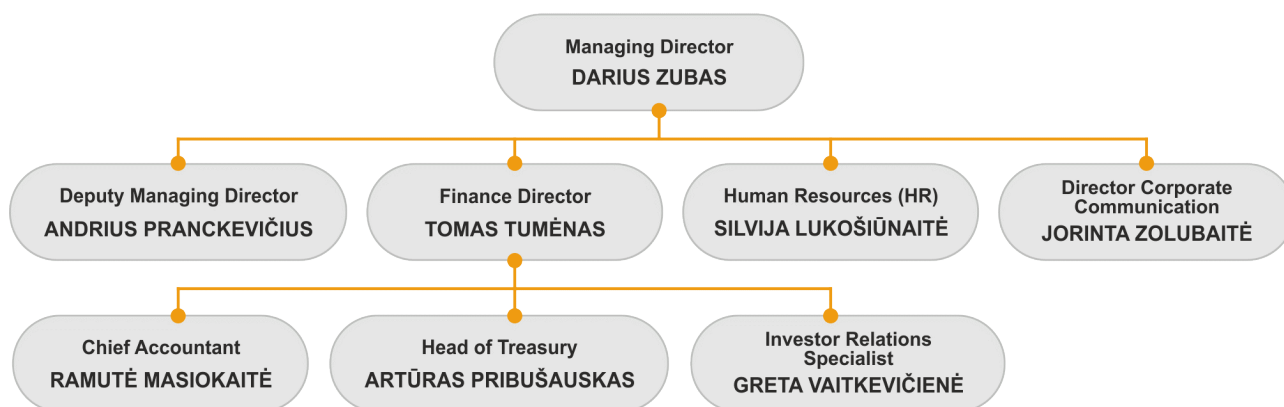 Managing Director
DARIUS ZUBAS
Deputy Managing Director
ANDRIUS PRANCKEVIČIUS
Finance Director
TOMAS TUMĖNAS
Human Resources (HR)
SILVIJA LUKOŠIŪNAITĖ
Director Corporate
Communication
JORINTA ZOLUBAITĖ
Chief Accountant
RAMUTĖ MASIOKAITĖ
Head of Treasury
ARTŪRAS PRIBUŠAUSKAS
Investor Relations
Specialist
GRETA VAITKEVIČIENĖ